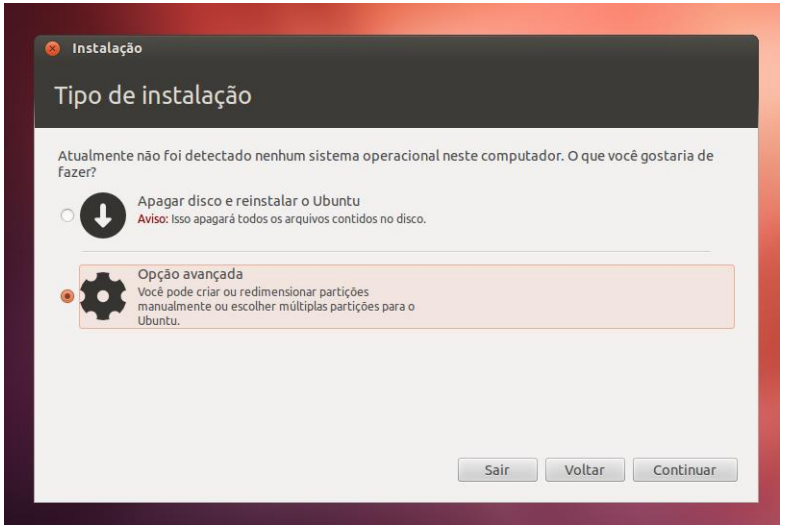 Instalação
Tipo de instalação
Atualmente não foi detectado nenhum sistema operacional neste computador. O que você gostaria de
fazer?
Apagar disco e reinstalar o Ubuntu
Aviso: Isso apagará todos os arquivos contidos no disco.
Opção avançada
Você pode criar ou redimensionar partições
manualmente ou escolher múltiplas partições para o
Ubuntu.
Sair Voltar Continuar